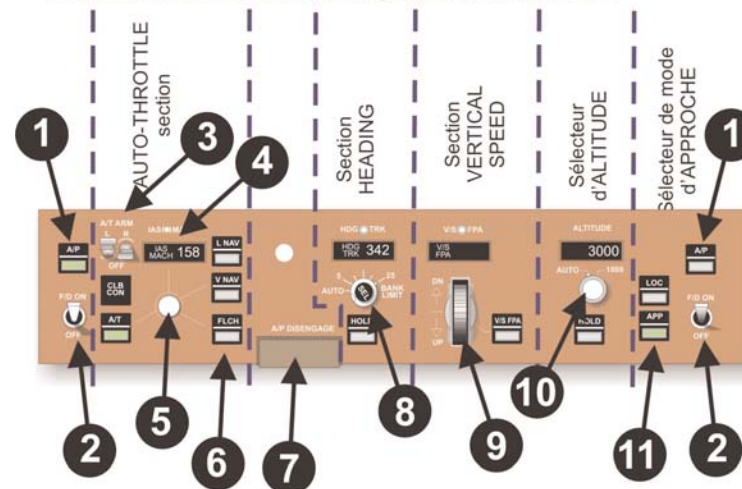 AUTO-THROTTLE
section
Section
HEADING
Section
VERTICAL
SPEED
Sélecteur
d'ALTITUDE
Sélecteur de mode
d'APPROCHE
1
3
4
1
A/P
A/T ARM
L R
OFF
IAS M
IAS
MACH 158
L NAV
HDG TRK
HDG
TRK 342
V/S FPA
V/S
FPA
ALTITUDE
3000
A/P
CLB
CON
V NAV
5 25
AUTO
SEL
BANK
LIMIT
DN
AUTO 1000
LOC
F/D ON
OFF
A/T
FLCH
A/P DISENGAGE
HOLD
UP
V/S FPA
HOLD
APP
F/D ON
OFF
2
5
6
7
8
9
10
11
2